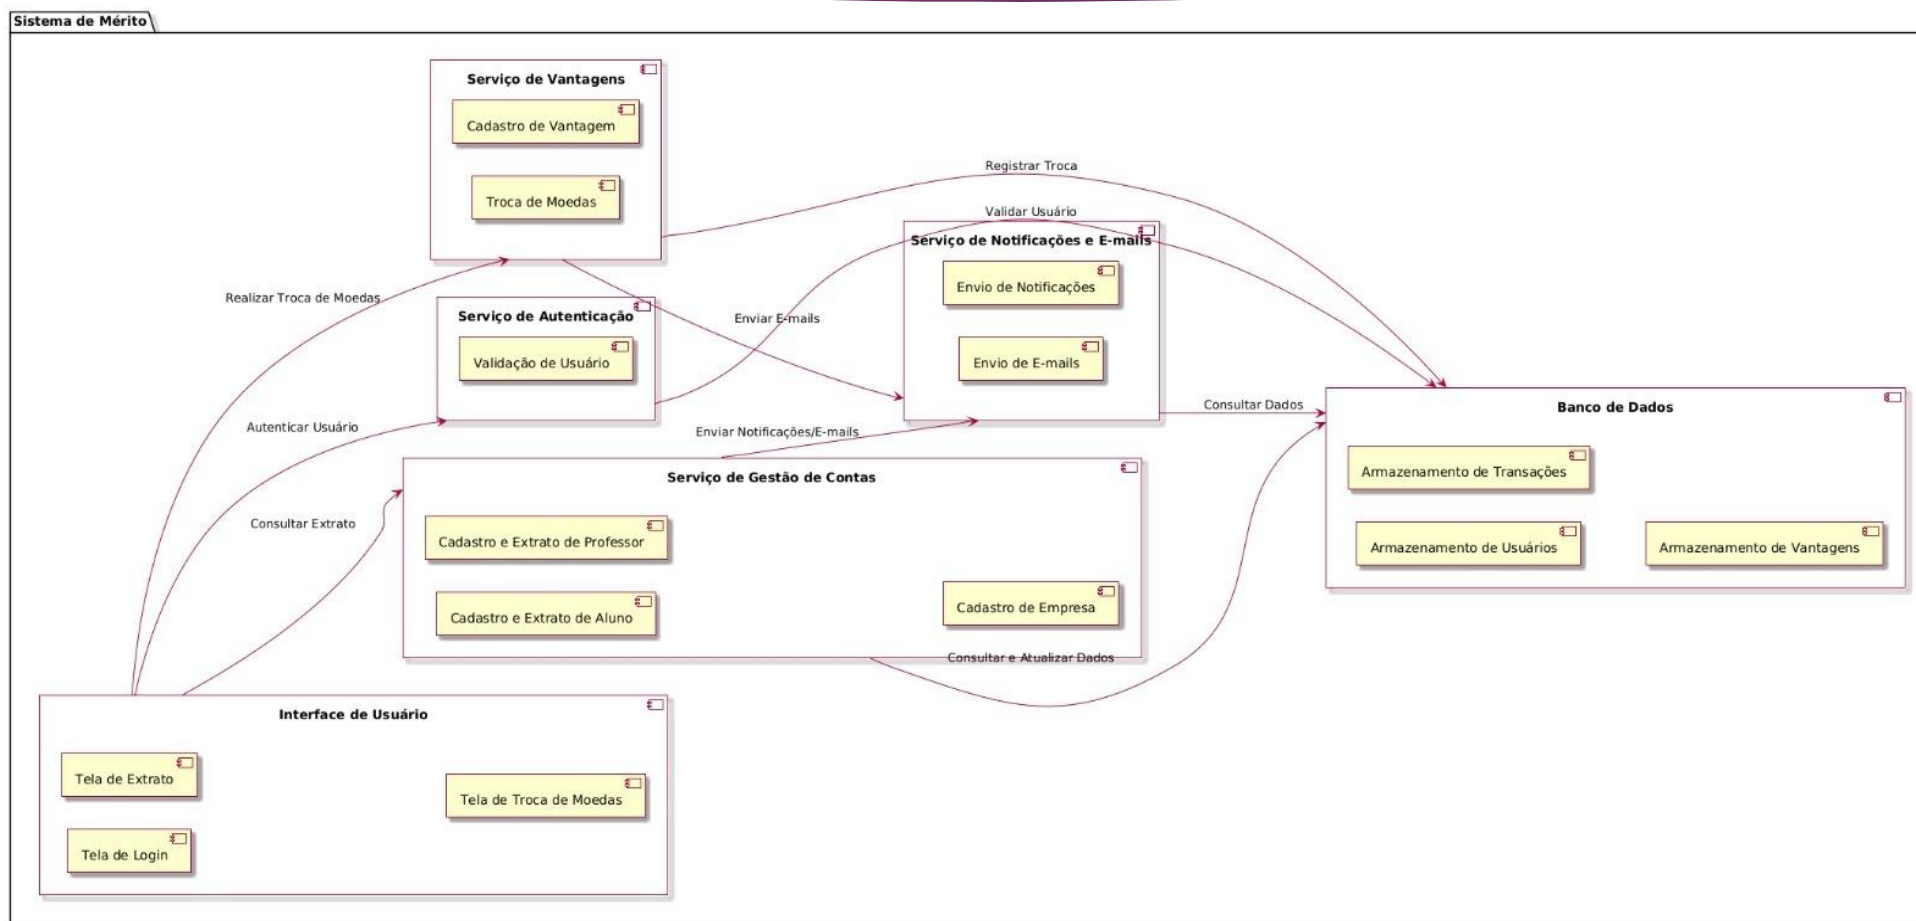 Sistema de Mérito
Serviço de Vantagens
Cadastro de Vantagem
Troca de Moedas
Registrar Troca
Validar Usuário
Serviço de Notificações e E-mails
Envio de Notificações
Envio de E-mails
Realizar Troca de Moedas
Serviço de Autenticação
Validação de Usuário
Enviar E-mails
Autenticar Usuário
Enviar Notificações/E-mails
Consultar Dados
Banco de Dados
Armazenamento de Transações
Armazenamento de Usuários
Armazenamento de Vantagens
Consultar Extrato
Serviço de Gestão de Contas
Cadastro e Extrato de Professor
Cadastro e Extrato de Aluno
Cadastro de Empresa
Consultar e Atualizar Dados
Interface de Usuário
Tela de Extrato
Tela de Troca de Moedas
Tela de Login